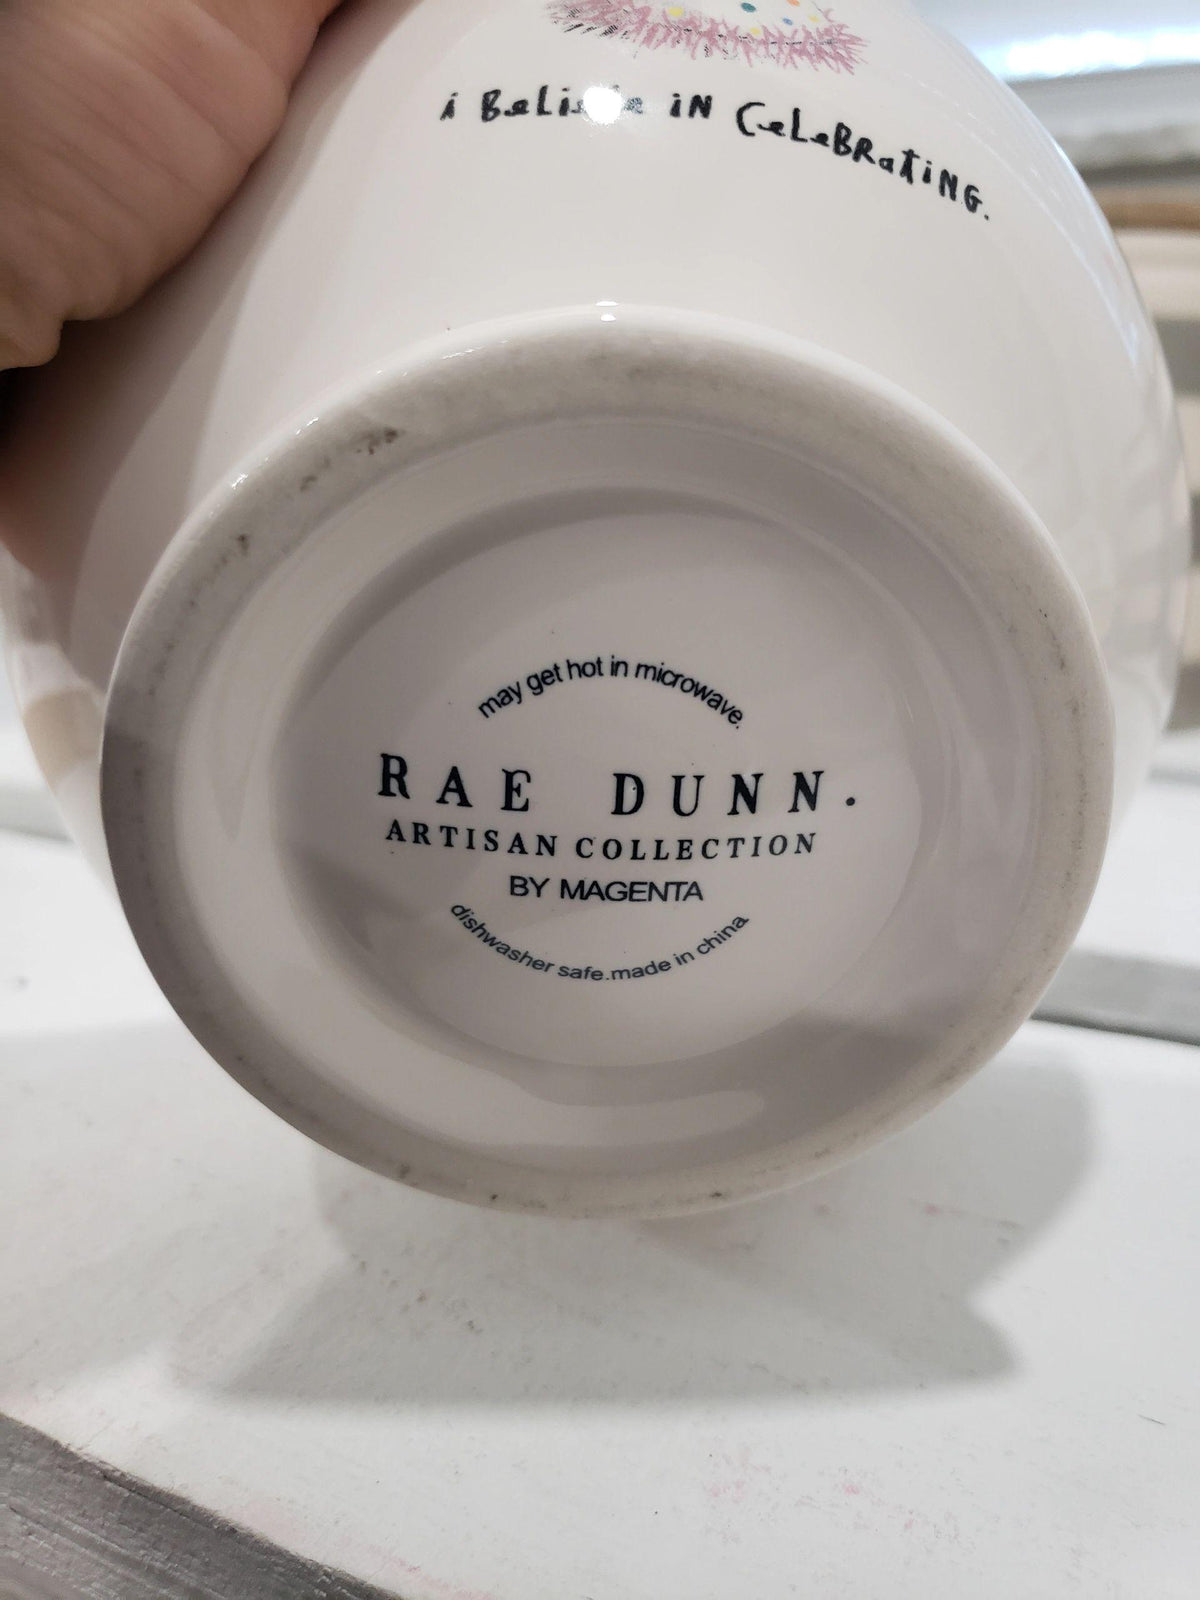 i BeLieve iN CeLeBRatiNG.
may get hot in microwave.
RAE DUNN.
ARTISAN COLLECTION
BY MAGENTA
dishwasher safe.made in china